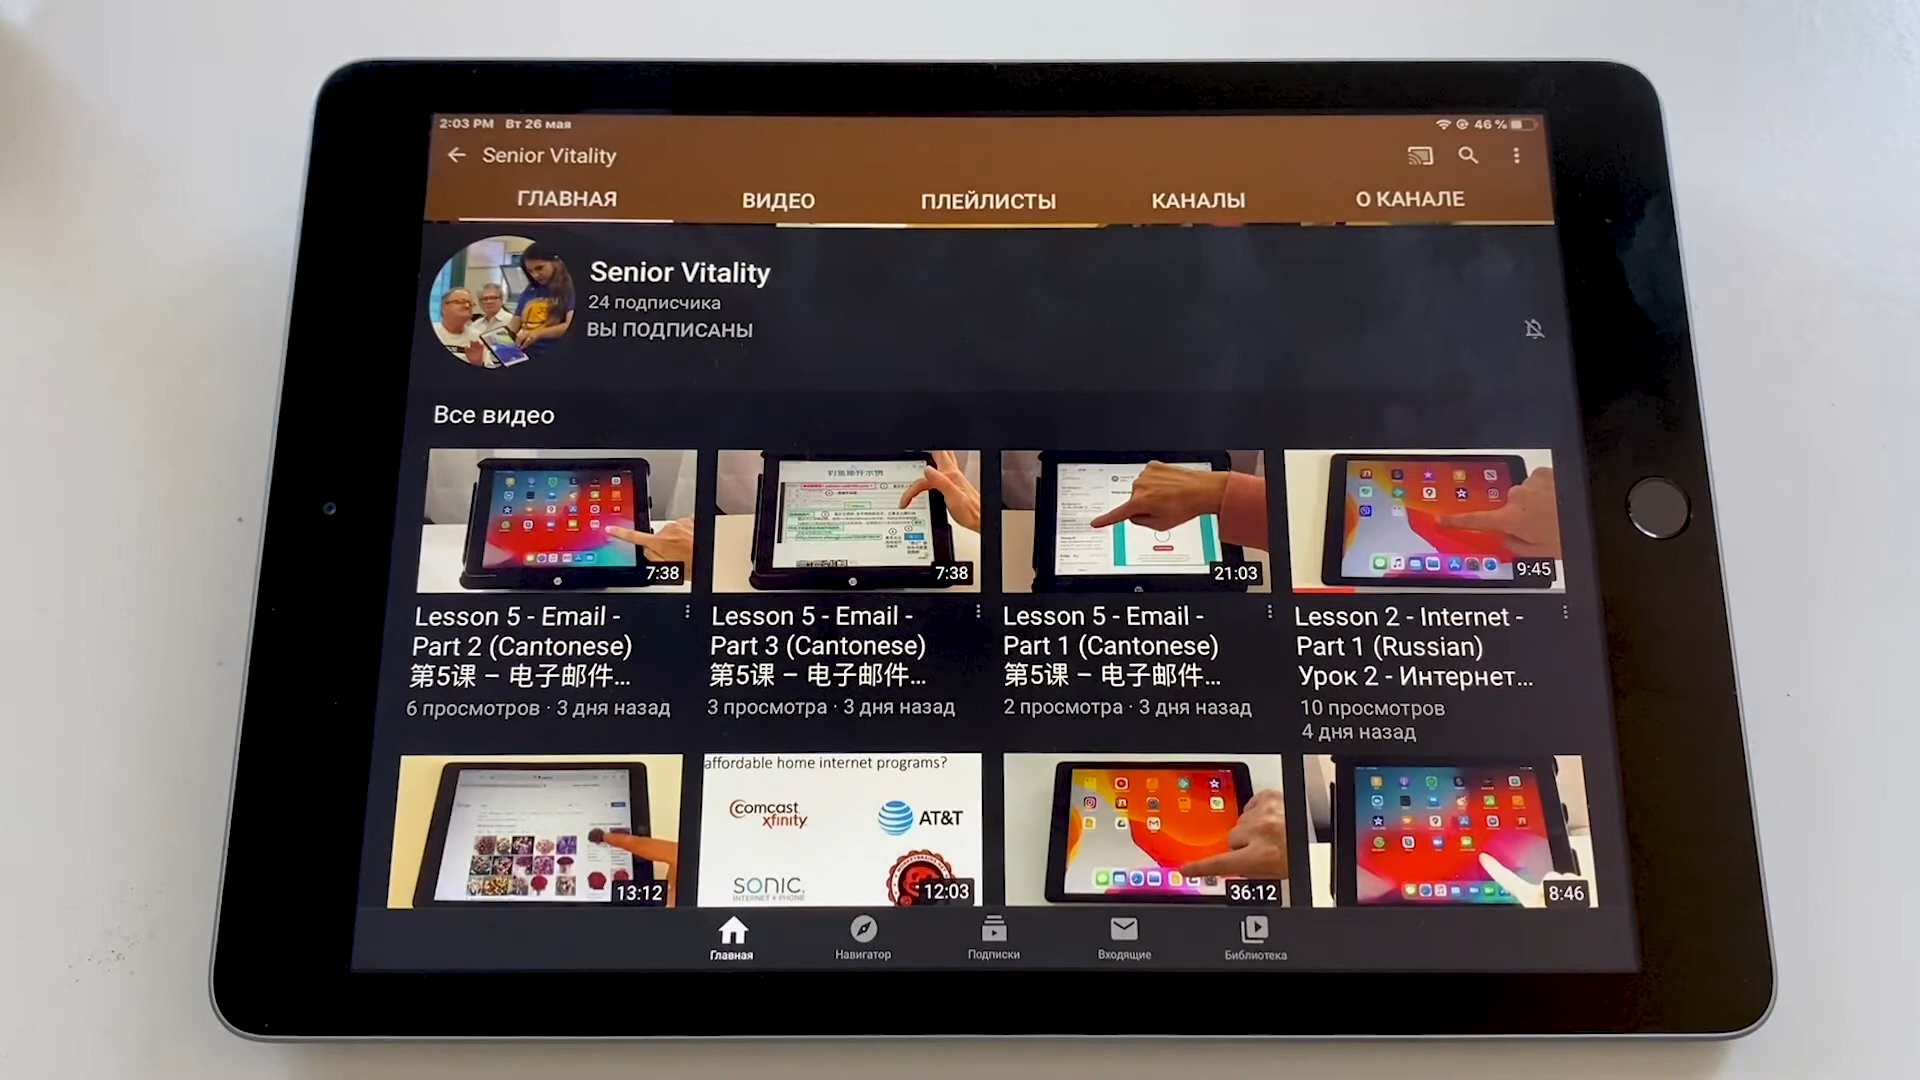 2:03 PM Вт 26 мая
46 %
Senior Vitality
ГЛАВНАЯ ВИДЕО ПЛЕЙЛИСТЫ КАНАЛЫ О КАНАЛЕ
Senior Vitality
24 подписчика
ВЫ ПОДПИСАНЫ
Все видео
7:38 7:38 21:03 9:45
Lesson 5 - Email -
Part 2 (Cantonese)
第5课 – 电子邮件...
6 просмотров · 3 дня назад
Lesson 5 - Email -
Part 3 (Cantonese)
第5课 – 电子邮件...
3 просмотра · 3 дня назад
Lesson 5 - Email -
Part 1 (Cantonese)
第5课 – 电子邮件...
2 просмотра · 3 дня назад
Lesson 2 - Internet -
Part 1 (Russian)
Урок 2 - Интернет...
10 просмотров
4 дня назад
affordable home internet programs?
comcast
xfinity
AT&T
SONIC
INTERNET + PHONE
13:12 12:03 36:12 8:46
Главная Навигатор Подписки Входящие Библиотека